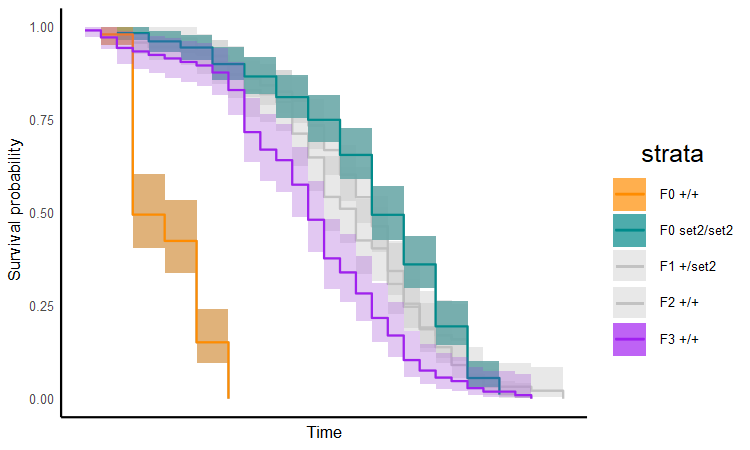 1.00
0.75
0.50
0.25
0.00
Survival probability
Time
strata
F0 +/+
F0 set2/set2
F1 +/set2
F2 +/+
F3 +/+